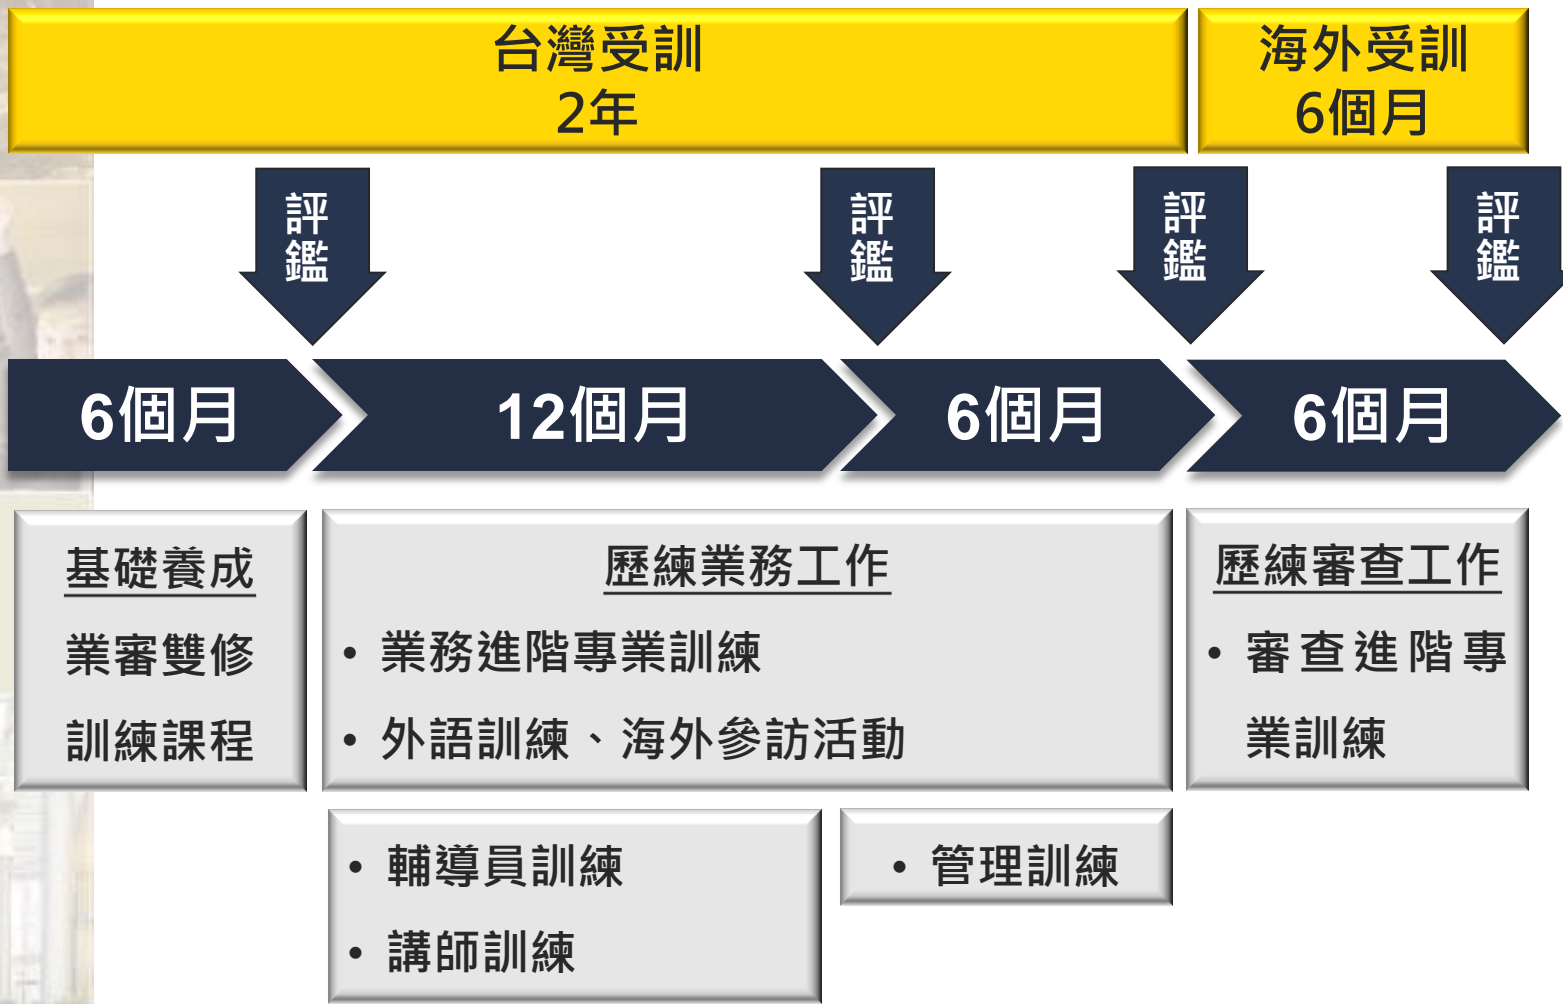 台灣受訓
2年
海外受訓
6個月
評鑑
評鑑
評鑑
評鑑
6個月
12個月
6個月
6個月
基礎養成
業審雙修
訓練課程
歷練業務工作
• 業務進階專業訓練
• 外語訓練、海外參訪活動
歷練審查工作
• 審查進階專
業訓練
• 輔導員訓練
• 講師訓練
• 管理訓練